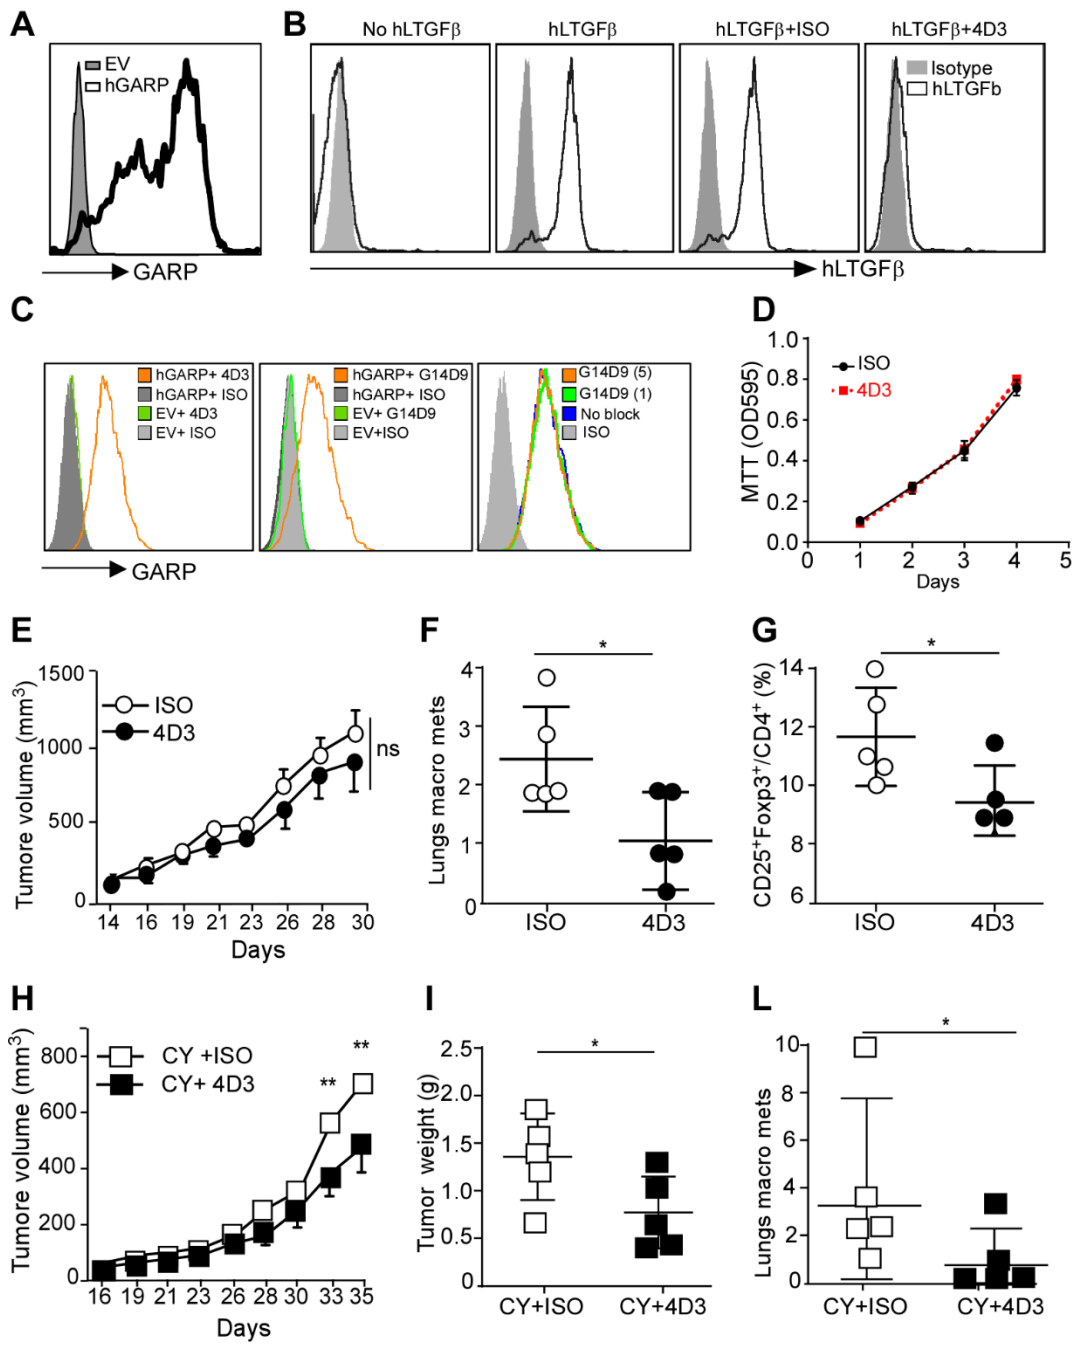 A
EV
hGARP
GARP
B
No hLTGFβ
hLTGFβ
hLTGFβ+ISO
hLTGFβ+4D3
Isotype
hLTGFb
hLTGFβ
C
hGARP+ 4D3
hGARP+ ISO
EV+ 4D3
EV+ ISO
hGARP+ G14D9
hGARP+ ISO
EV+ G14D9
EV+ISO
G14D9 (5)
G14D9 (1)
No block
ISO
GARP
D
MTT (OD595)
1.0
0.8
0.6
0.4
0.2
0.0
ISO
4D3
0 1 2 3 4 5
Days
E
Tumore volume (mm³)
1500
1000
500
0
ISO
4D3
ns
14 16 19 21 23 26 28 30
Days
F
Lungs macro mets
4
3
2
1
0
*
ISO 4D3
G
CD25⁺Foxp3⁺/CD4⁺ (%)
14
12
10
8
6
*
ISO 4D3
H
Tumore volume (mm³)
800
600
400
200
0
CY +ISO
CY+ 4D3
**
**
16 19 21 23 26 28 30 33 35
Days
I
Tumor weight (g)
2.5
2.0
1.5
1.0
0.5
0
*
CY+ISO CY+4D3
L
Lungs macro mets
10
8
6
4
2
0
*
CY+ISO CY+4D3